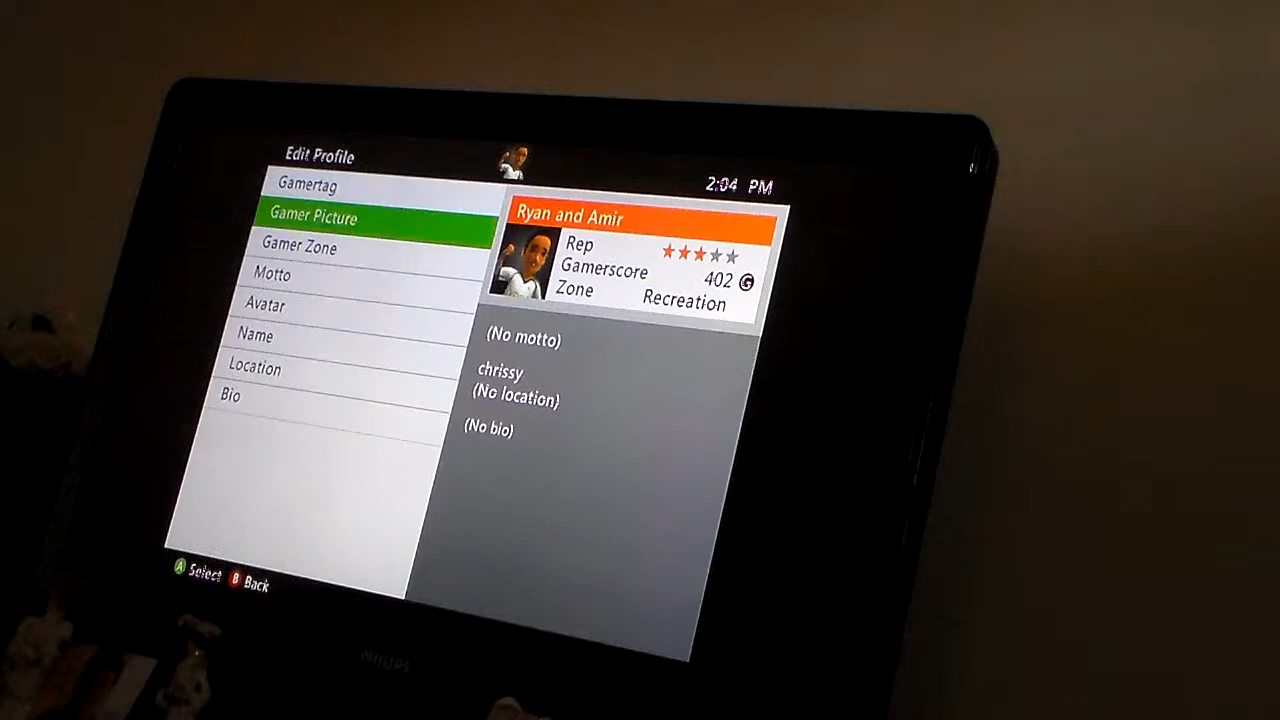 Edit Profile
2:04 PM
Gamertag
Gamer Picture
Gamer Zone
Motto
Avatar
Name
Location
Bio
Ryan and Amir
Rep
Gamerscore 402 G
Zone Recreation
(No motto)
chrissy
(No location)
(No bio)
A Select B Back
PHILIPS